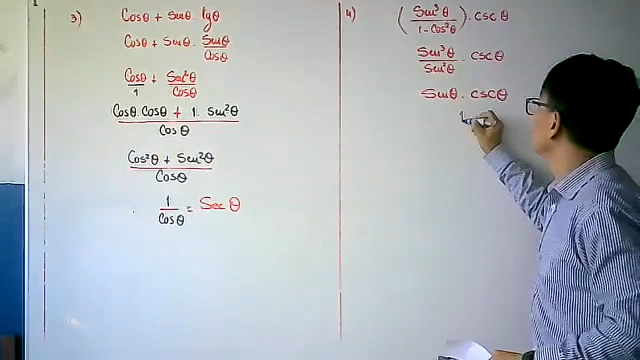 3) Cosθ + Senθ · tgθ
Cosθ + Senθ · Senθ/Cosθ
Cosθ/1 + Sen²θ/Cosθ
Cosθ·Cosθ + 1·Sen²θ/Cosθ
Cos²θ + Sen²θ/Cosθ
1/Cosθ = Secθ
4) (Sen³θ/1 - Cos²θ) · cscθ
Sen³θ/Sen²θ · cscθ
Senθ · cscθ